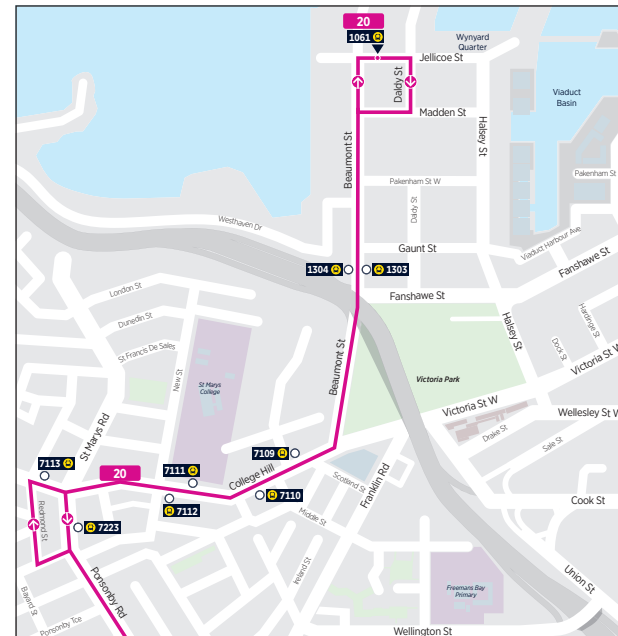 20
1061
Wynyard
Quarter
Jellicoe St
Daldy St
Viaduct
Basin
Madden St
Halsey St
Beaumont St
Pakenham St W
Pakenham St
Daldy St
Westhaven Dr
Viaduct Harbour Ave
Gaunt St
Fanshawe St
1304
1303
London St
Fanshawe St
Dunedin St
Hardinge St
St Francis De Sales
Halsey St
Dock St
New St
St Marys
College
Beaumont St
Victoria Park
Victoria St W
Victoria St W
Wellesley St W
St Marys Rd
Drake St
Sale St
7109
7113
20
7111
College Hill
Scotland St
Franklin Rd
7110
Cook St
Redmond St
7112
Middle St
7223
Ireland St
Union St
Ponsonby Rd
Bayard St
Freemans Bay
Primary
Ponsonby Tce
Wellington St